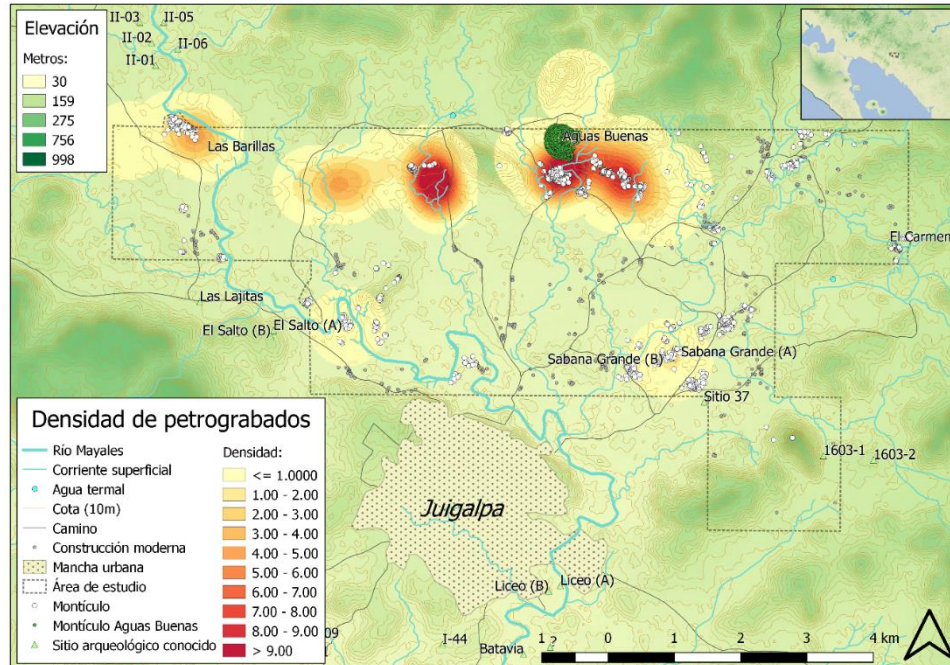 Elevación
Metros:
30
159
275
756
998
II-03
II-05
II-02
II-06
II-01
Las Barillas
Aguas Buenas
El Carmen
Las Lajitas
El Salto (B)
El Salto (A)
Sabana Grande (B)
Sabana Grande (A)
Sitio 37
1603-1
1603-2
Juigalpa
Liceo (B)
Liceo (A)
I-44
Batavia
Densidad de petrograbados
Río Mayales
Corriente superficial
Agua termal
Cota (10m)
Camino
Construcción moderna
Mancha urbana
Área de estudio
Montículo
Montículo Aguas Buenas
Sitio arqueológico conocido
Densidad:
<= 1.0000
1.00 - 2.00
2.00 - 3.00
3.00 - 4.00
4.00 - 5.00
5.00 - 6.00
6.00 - 7.00
7.00 - 8.00
8.00 - 9.00
> 9.00
1 0 1 2 3 4 km